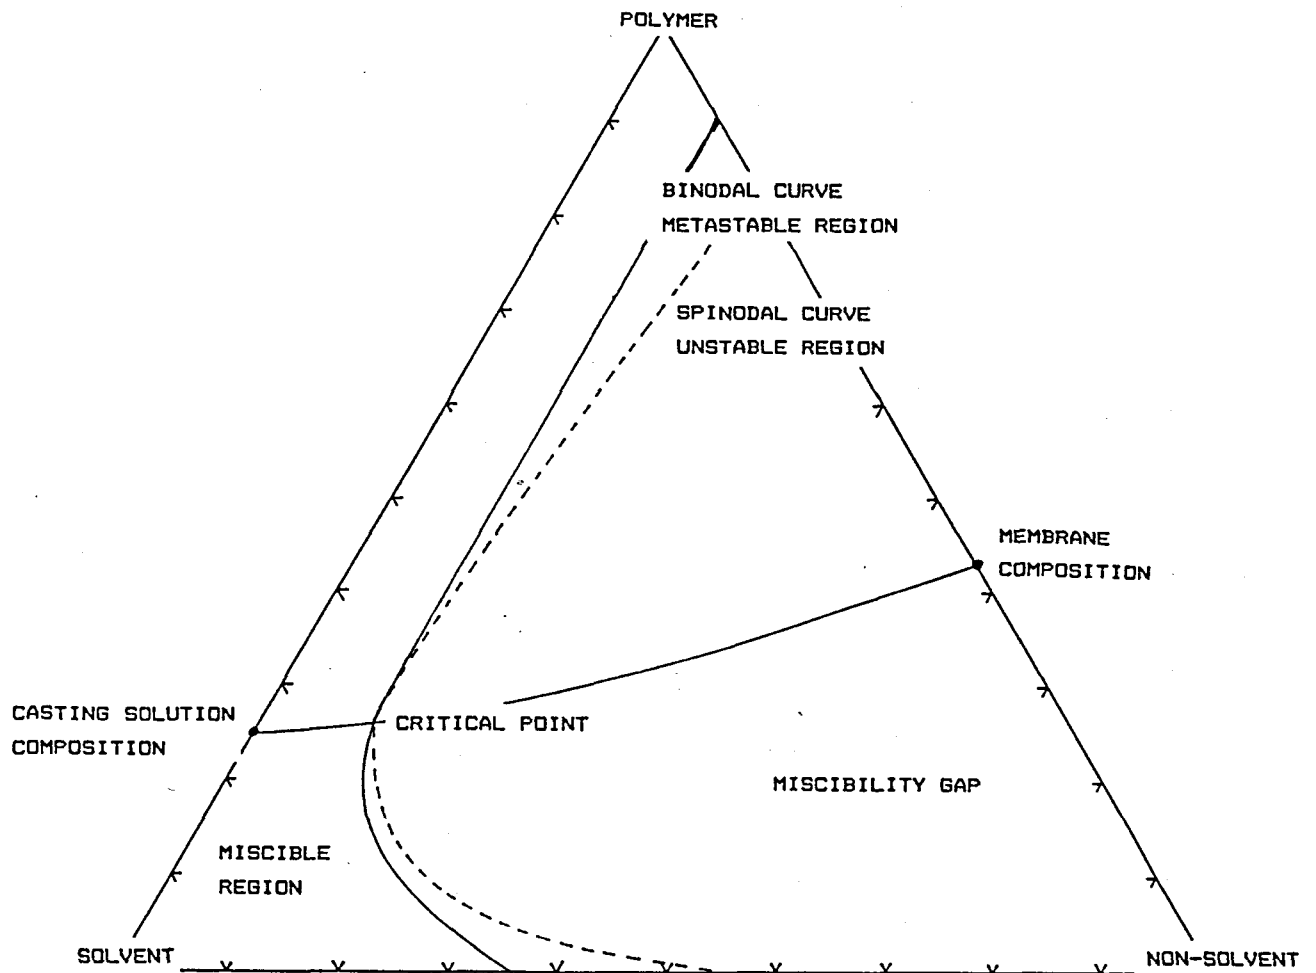 POLYMER
BINODAL CURVE
METASTABLE REGION
SPINODAL CURVE
UNSTABLE REGION
MEMBRANE
COMPOSITION
CASTING SOLUTION
COMPOSITION
CRITICAL POINT
MISCIBILITY GAP
MISCIBLE
REGION
SOLVENT
NON-SOLVENT